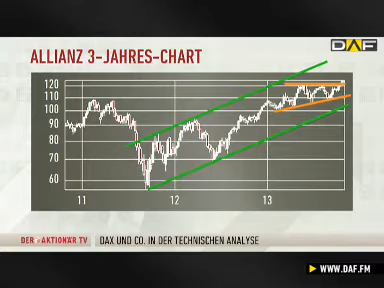 DAF
ALLIANZ 3-JAHRES-CHART
120
110
100
90
80
70
60
11 12 13
DER AKTIONÄR TV DAX UND CO. IN DER TECHNISCHEN ANALYSE
WWW.DAF.FM